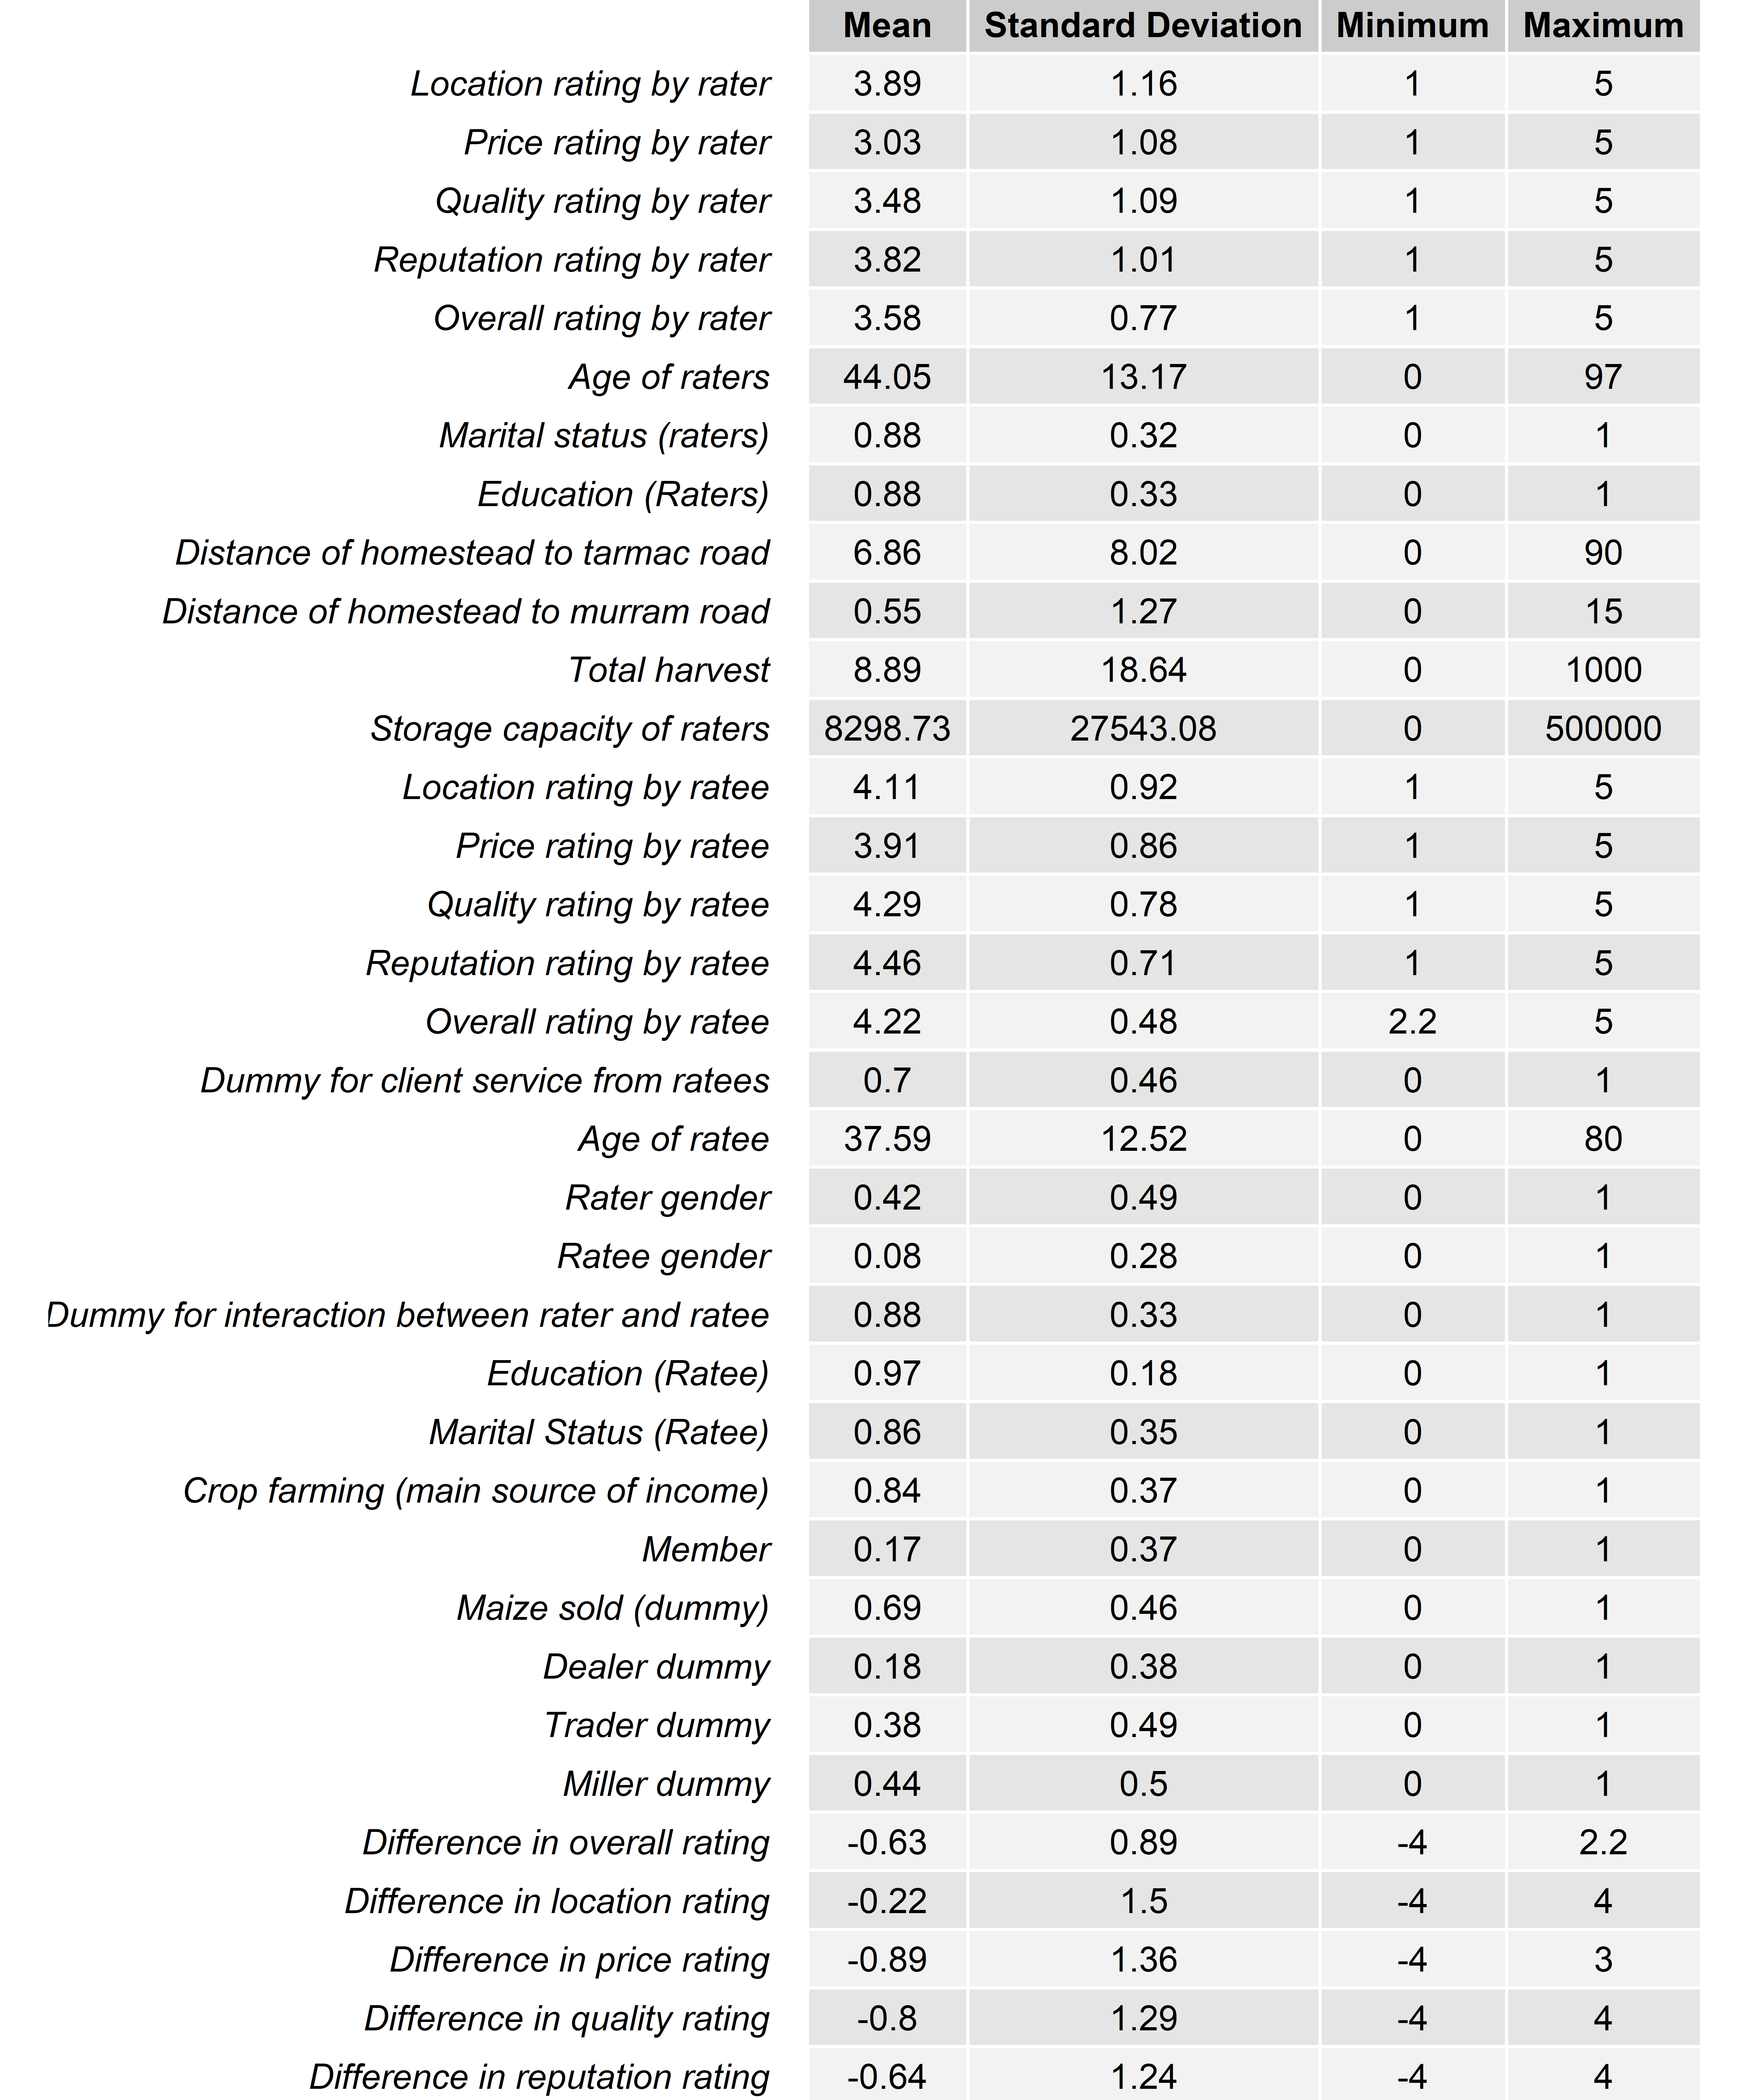 Mean Standard Deviation Minimum Maximum
Location rating by rater 3.89 1.16 1 5
Price rating by rater 3.03 1.08 1 5
Quality rating by rater 3.48 1.09 1 5
Reputation rating by rater 3.82 1.01 1 5
Overall rating by rater 3.58 0.77 1 5
Age of raters 44.05 13.17 0 97
Marital status (raters) 0.88 0.32 0 1
Education (Raters) 0.88 0.33 0 1
Distance of homestead to tarmac road 6.86 8.02 0 90
Distance of homestead to murram road 0.55 1.27 0 15
Total harvest 8.89 18.64 0 1000
Storage capacity of raters 8298.73 27543.08 0 500000
Location rating by ratee 4.11 0.92 1 5
Price rating by ratee 3.91 0.86 1 5
Quality rating by ratee 4.29 0.78 1 5
Reputation rating by ratee 4.46 0.71 1 5
Overall rating by ratee 4.22 0.48 2.2 5
Dummy for client service from ratees 0.7 0.46 0 1
Age of ratee 37.59 12.52 0 80
Rater gender 0.42 0.49 0 1
Ratee gender 0.08 0.28 0 1
Dummy for interaction between rater and ratee 0.88 0.33 0 1
Education (Ratee) 0.97 0.18 0 1
Marital Status (Ratee) 0.86 0.35 0 1
Crop farming (main source of income) 0.84 0.37 0 1
Member 0.17 0.37 0 1
Maize sold (dummy) 0.69 0.46 0 1
Dealer dummy 0.18 0.38 0 1
Trader dummy 0.38 0.49 0 1
Miller dummy 0.44 0.5 0 1
Difference in overall rating -0.63 0.89 -4 2.2
Difference in location rating -0.22 1.5 -4 4
Difference in price rating -0.89 1.36 -4 3
Difference in quality rating -0.8 1.29 -4 4
Difference in reputation rating -0.64 1.24 -4 4